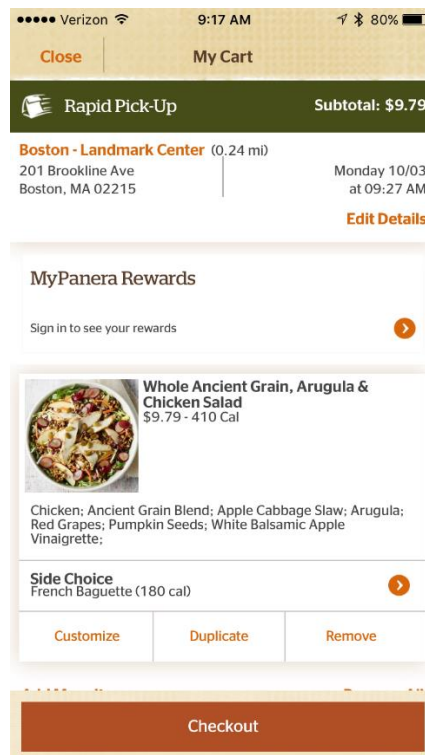 Verizon 9:17 AM 80%
Close My Cart
Rapid Pick-Up Subtotal: $9.79
Boston - Landmark Center (0.24 mi)
201 Brookline Ave Monday 10/03
Boston, MA 02215 at 09:27 AM
Edit Details
MyPanera Rewards
Sign in to see your rewards
Whole Ancient Grain, Arugula &
Chicken Salad
$9.79 - 410 Cal
Chicken; Ancient Grain Blend; Apple Cabbage Slaw; Arugula;
Red Grapes; Pumpkin Seeds; White Balsamic Apple
Vinaigrette;
Side Choice
French Baguette (180 cal)
Customize Duplicate Remove
Checkout